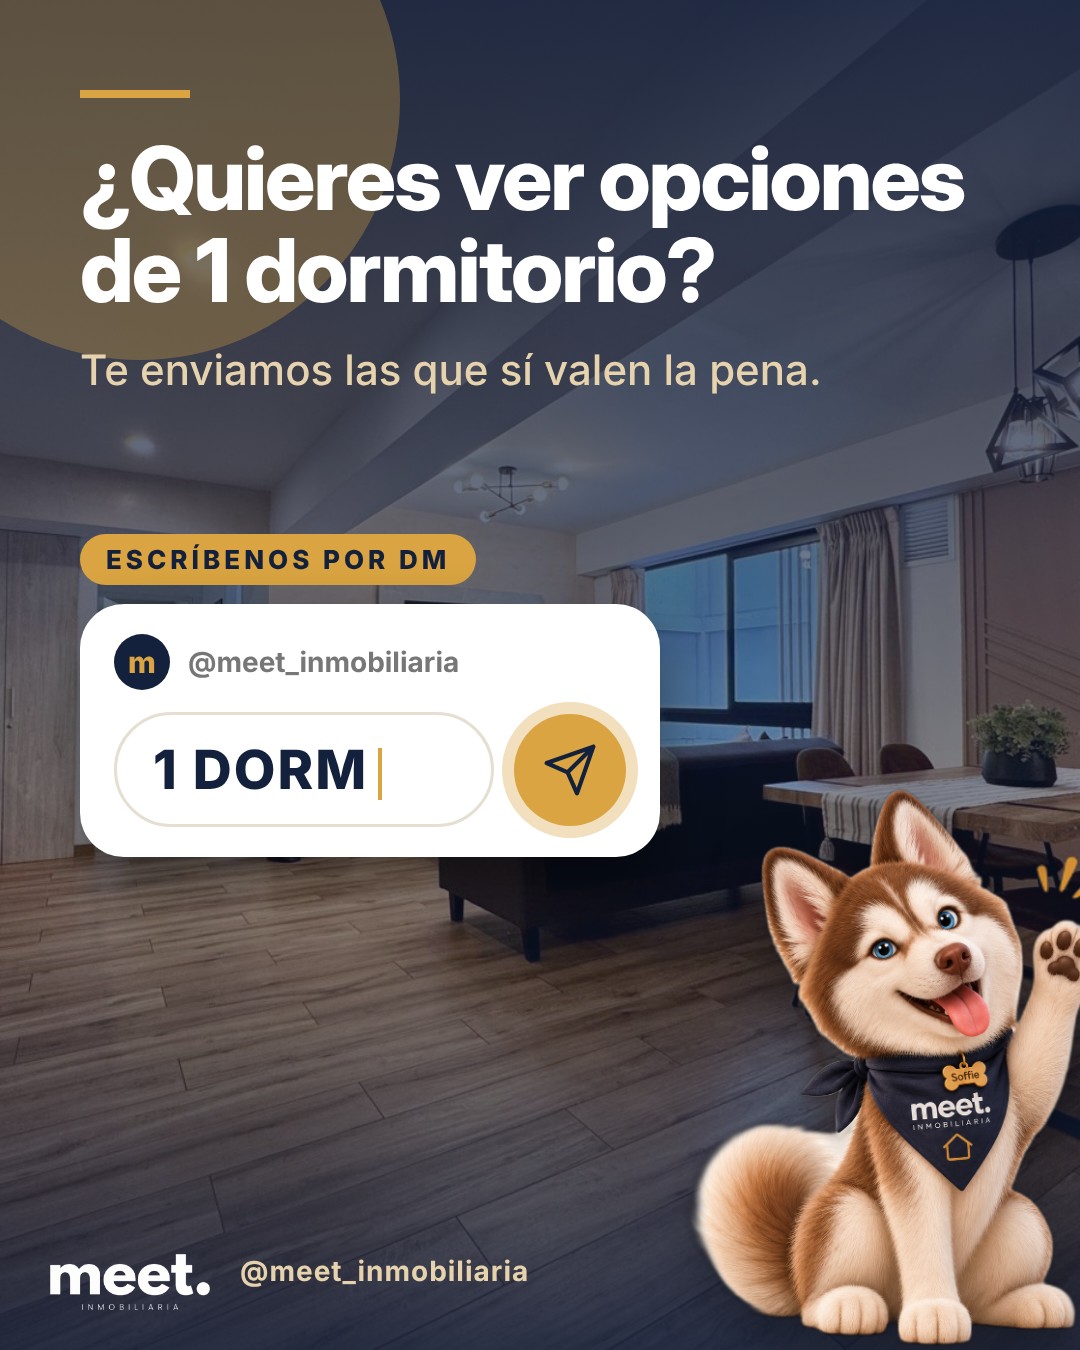 ¿Quieres ver opciones
de 1 dormitorio?
Te enviamos las que sí valen la pena.
ESCRÍBENOS POR DM
m
@meet_inmobiliaria
1 DORM
Soffie
meet.
INMOBILIARIA
meet.
INMOBILIARIA
@meet_inmobiliaria